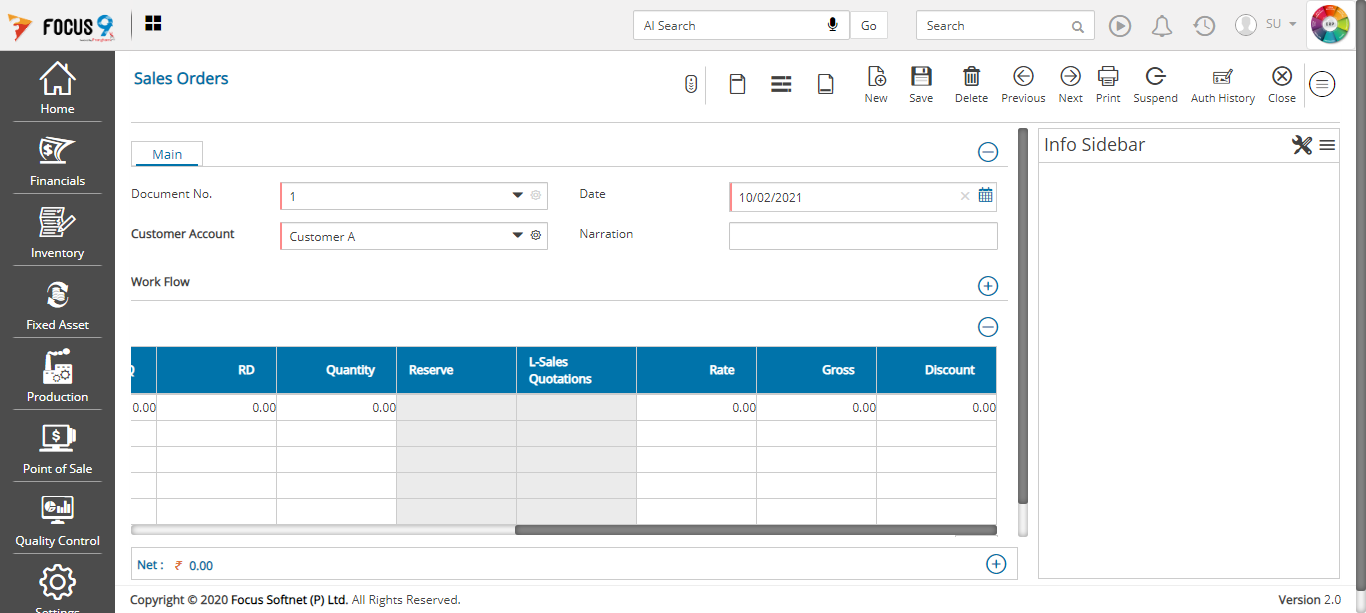 FOCUS 9
AI Search
Go
Search
SU
Home
Financials
Inventory
Fixed Asset
Production
Point of Sale
Quality Control
Settings
Sales Orders
New
Save
Delete
Previous
Next
Print
Suspend
Auth History
Close
Main
Document No.
1
Date
10/02/2021
Customer Account
Customer A
Narration
Work Flow
Q RD Quantity Reserve L-Sales Quotations Rate Gross Discount
0.00 0.00 0.00 0.00 0.00 0.00
Net : ₹ 0.00
Info Sidebar
Copyright © 2020 Focus Softnet (P) Ltd. All Rights Reserved.
Version 2.0